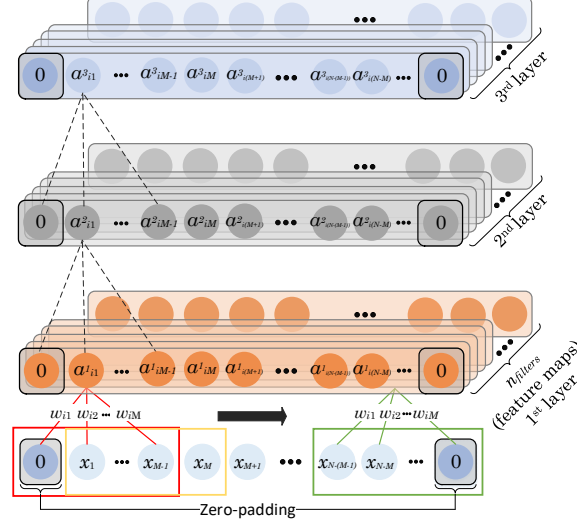 •••
0 a³i1 ••• a³iM-1 a³iM a³i(M+1) ••• a³i(N-(M-1)) a³i(N-M) ••• 0
3rd layer
•••
0 a²i1 ••• a²iM-1 a²iM a²i(M+1) ••• a²i(N-(M-1)) a²i(N-M) ••• 0
2nd layer
•••
0 a¹i1 ••• a¹iM-1 a¹iM a¹i(M+1) ••• a¹i(N-(M-1)) a¹i(N-M) ••• 0
nfilters
(feature maps)
1st layer
wi1 wi2 ••• wiM
wi1 wi2 ••• wiM
0 x1 ••• xM-1 xM xM+1 ••• xN-(M-1) xN-M ••• 0
Zero-padding